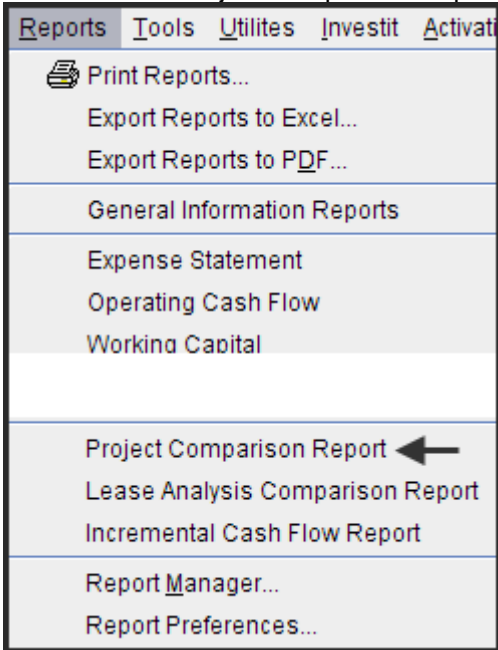 Reports Tools Utilites Investit Activati
Print Reports...
Export Reports to Excel...
Export Reports to PDF...
General Information Reports
Expense Statement
Operating Cash Flow
Working Capital
Project Comparison Report
Lease Analysis Comparison Report
Incremental Cash Flow Report
Report Manager...
Report Preferences...